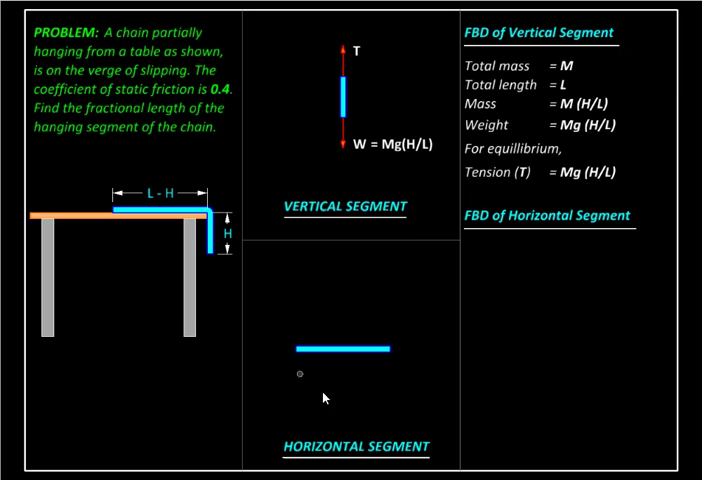 PROBLEM: A chain partially
hanging from a table as shown,
is on the verge of slipping. The
coefficient of static friction is 0.4.
Find the fractional length of the
hanging segment of the chain.
L - H
H
T
W = Mg(H/L)
VERTICAL SEGMENT
HORIZONTAL SEGMENT
FBD of Vertical Segment
Total mass = M
Total length = L
Mass = M (H/L)
Weight = Mg (H/L)
For equillibrium,
Tension (T) = Mg (H/L)
FBD of Horizontal Segment